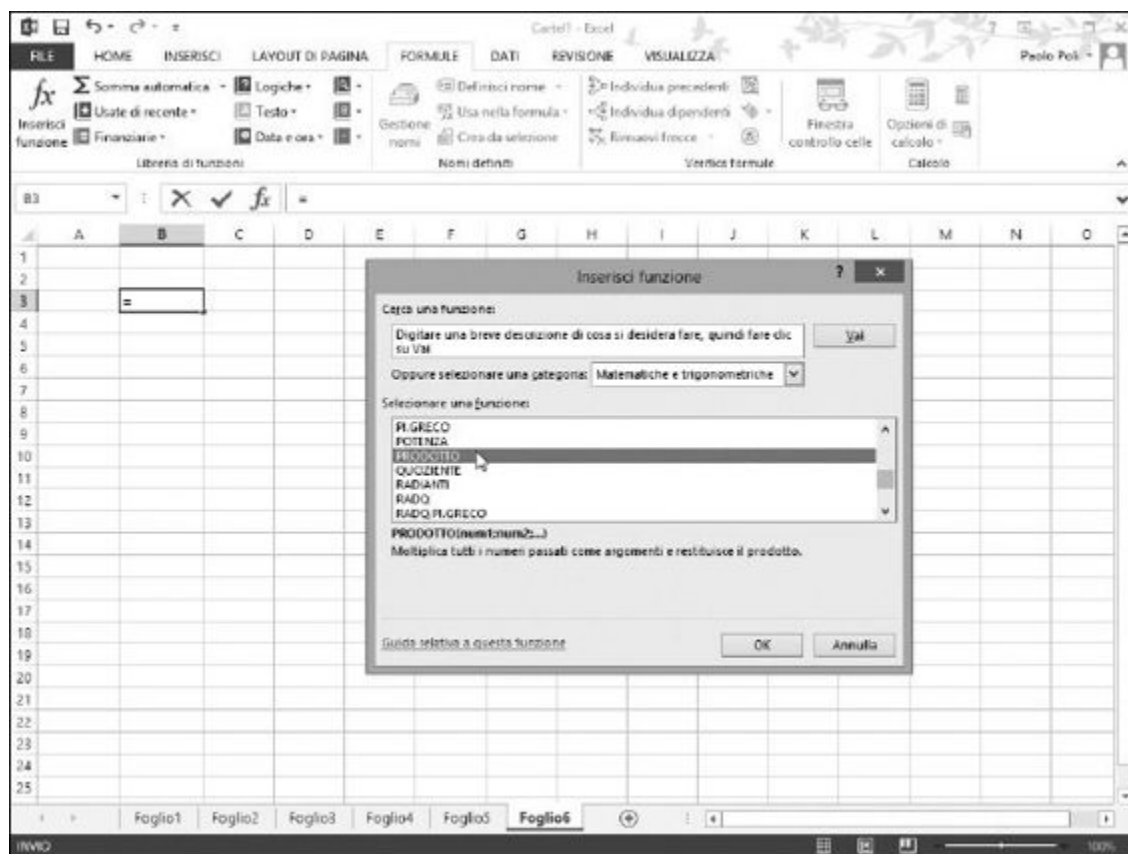 Cartel1 - Excel
FILE HOME INSERISCI LAYOUT DI PAGINA FORMULE DATI REVISIONE VISUALIZZA Paolo Poli
Inserisci funzione
Somma automatica
Usate di recente
Finanziarie
Logiche
Testo
Data e ora
Libreria di funzioni
Gestione nomi
Definisci nome
Usa nella formula
Crea da selezione
Nomi definiti
Individua precedenti
Individua dipendenti
Rimuovi frecce
Verifica formule
Finestra controllo celle
Opzioni di calcolo
Calcolo
B3 fx =
A B C D E F G H I J K L M N O
1
2
3 =
4
5
6
7
8
9
10
11
12
13
14
15
16
17
18
19
20
21
22
23
24
25
Inserisci funzione ?
Cerca una funzione:
Digitare una breve descrizione di cosa si desidera fare, quindi fare clic
su Vai
Vai
Oppure selezionare una categoria: Matematiche e trigonometriche
Selezionare una funzione:
PI.GRECO
POTENZA
PRODOTTO
QUOZIENTE
RADIANTI
RADQ
RADQ.PI.GRECO
PRODOTTO(num1;num2;...)
Moltiplica tutti i numeri passati come argomenti e restituisce il prodotto.
Guida relativa a questa funzione
OK Annulla
Foglio1 Foglio2 Foglio3 Foglio4 Foglio5 Foglio6
INVIO 100%